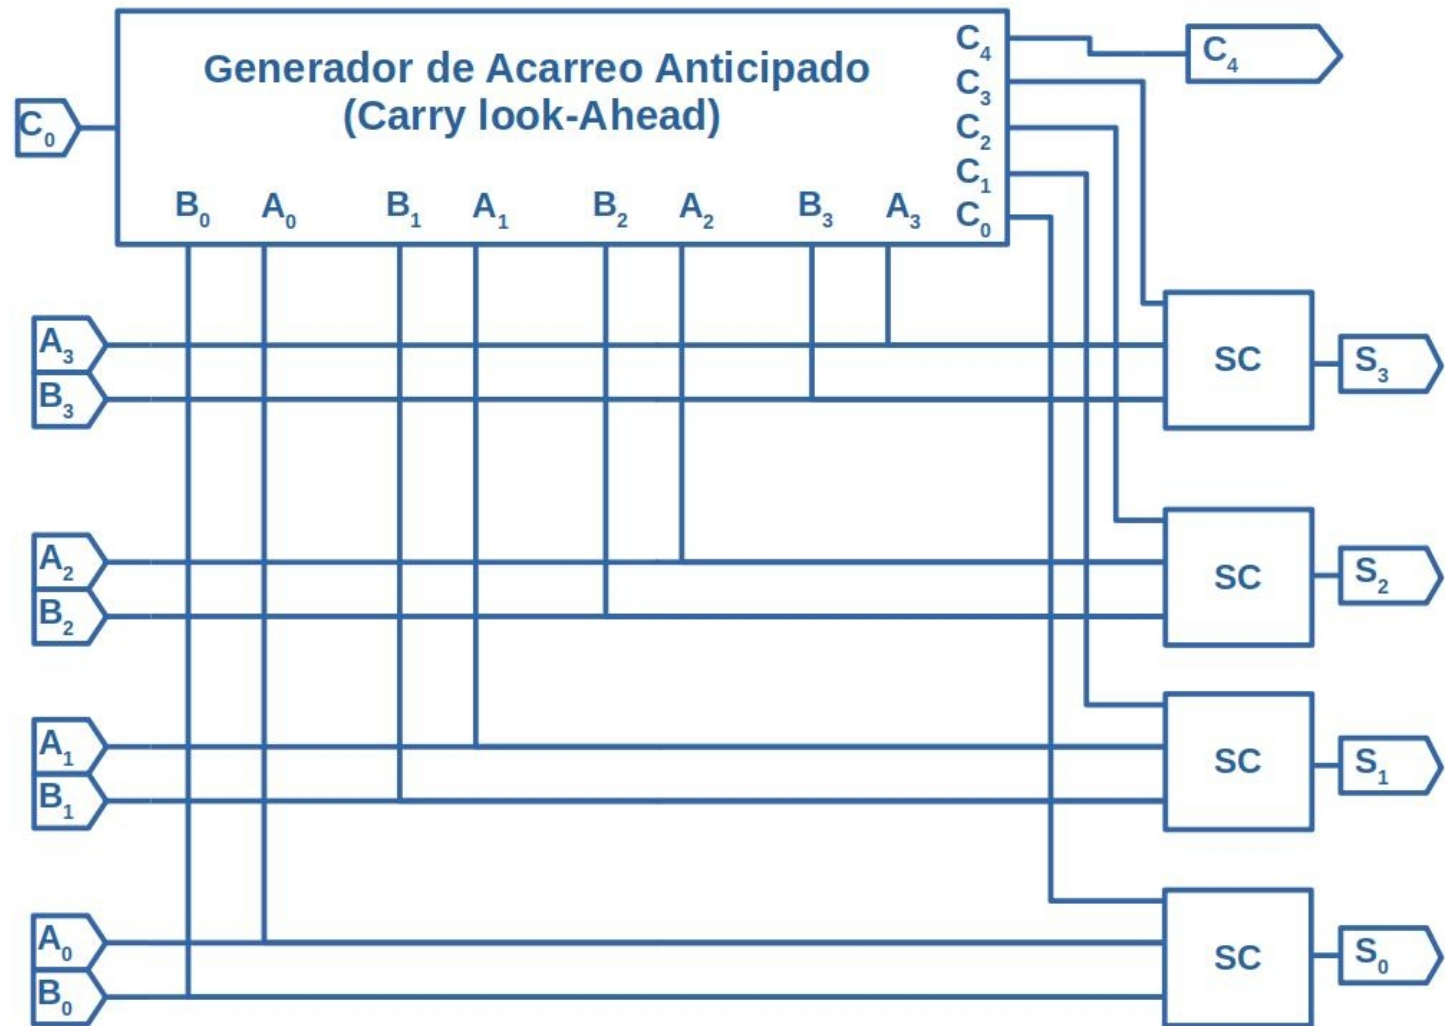 Generador de Acarreo Anticipado
(Carry look-Ahead)
C4
C3
C2
C1
C0
C4
C0
B0 A0 B1 A1 B2 A2 B3 A3
A3
B3
SC
S3
A2
B2
SC
S2
A1
B1
SC
S1
A0
B0
SC
S0